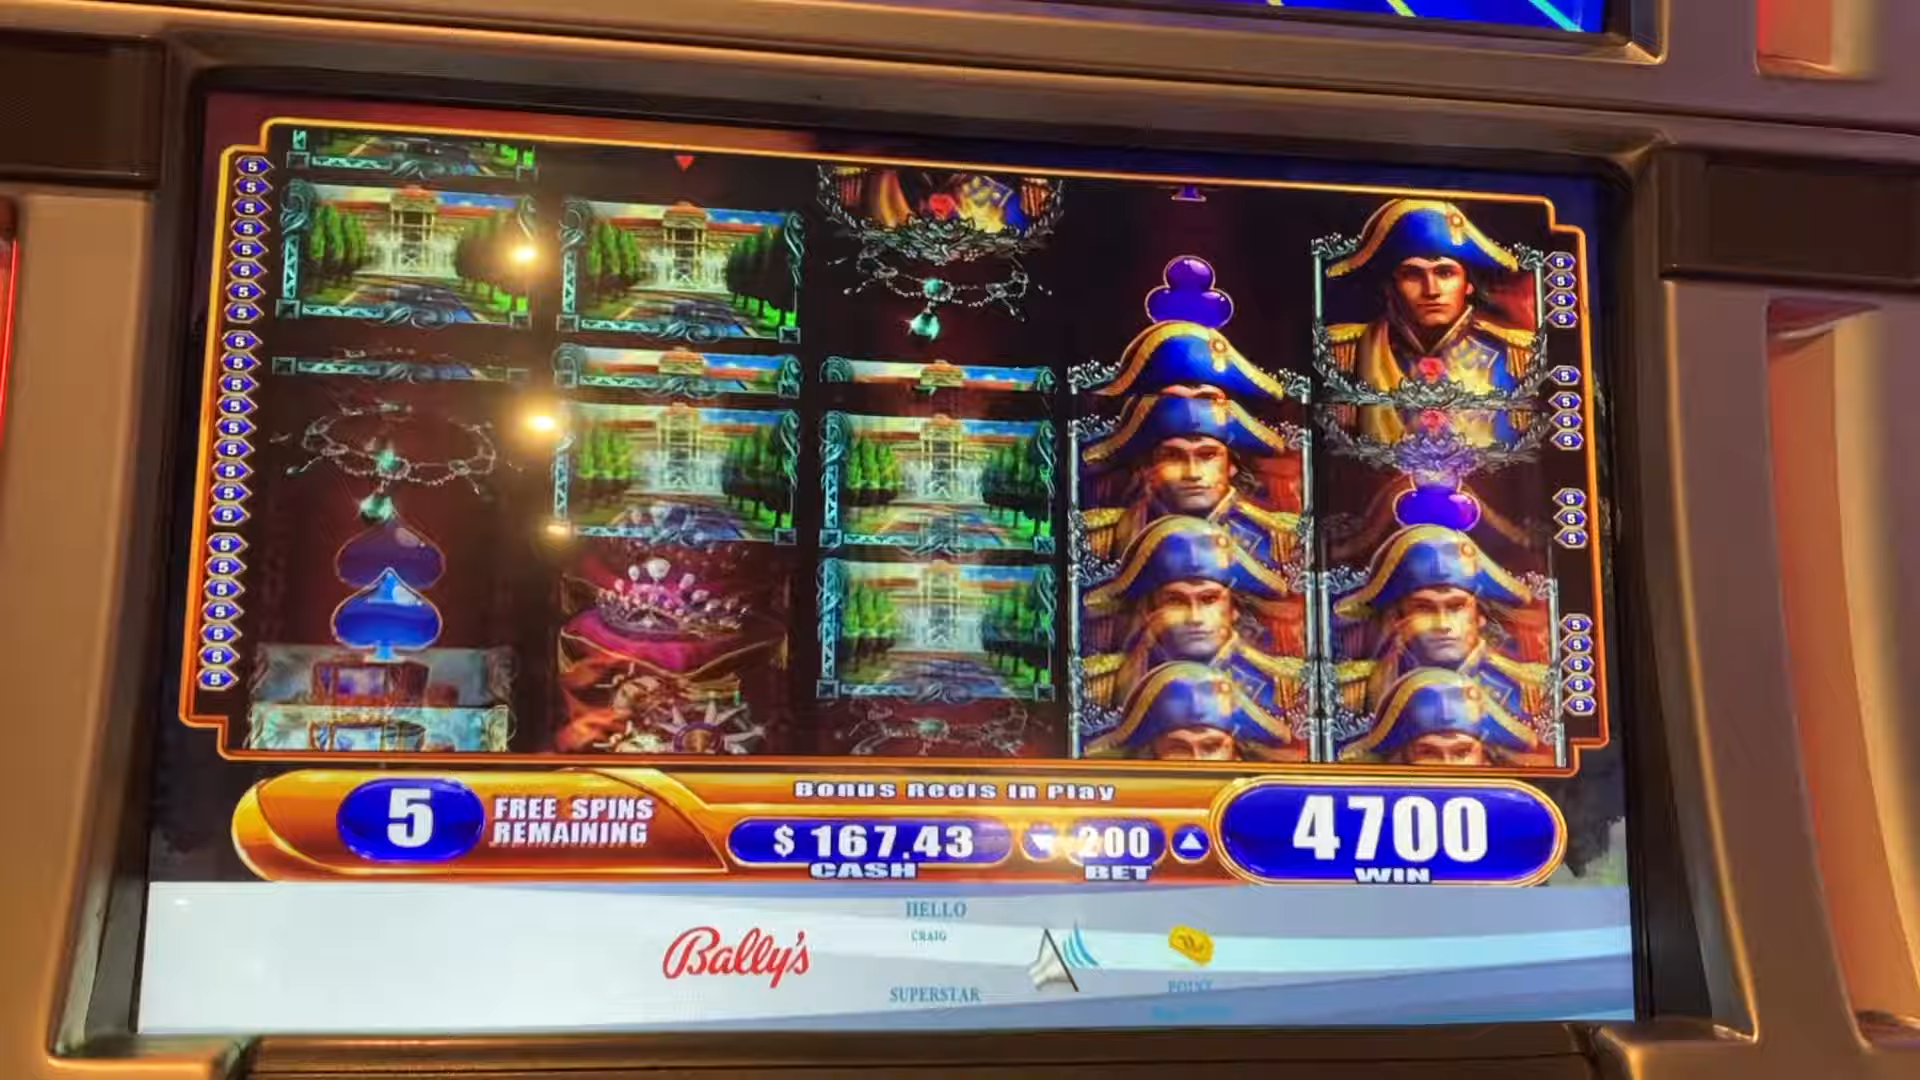 5
FREE SPINS
REMAINING
Bonus Reels in Play
$ 167.43
CASH
200
BET
4700
WIN
Bally's
HELLO
CRAIG
SUPERSTAR
POINT